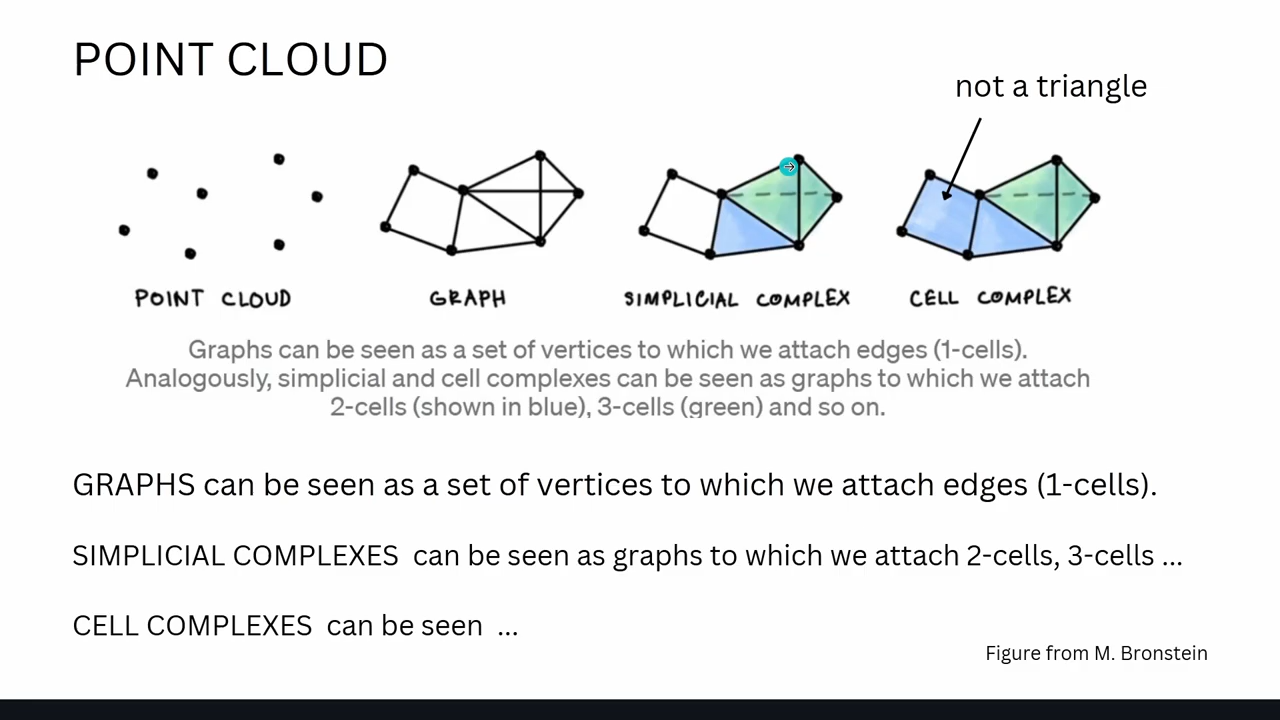 POINT CLOUD
not a triangle
POINT CLOUD
GRAPH
SIMPLICIAL COMPLEX
CELL COMPLEX
Graphs can be seen as a set of vertices to which we attach edges (1-cells).
Analogously, simplicial and cell complexes can be seen as graphs to which we attach
2-cells (shown in blue), 3-cells (green) and so on.
GRAPHS can be seen as a set of vertices to which we attach edges (1-cells).
SIMPLICIAL COMPLEXES can be seen as graphs to which we attach 2-cells, 3-cells ...
CELL COMPLEXES can be seen ...
Figure from M. Bronstein